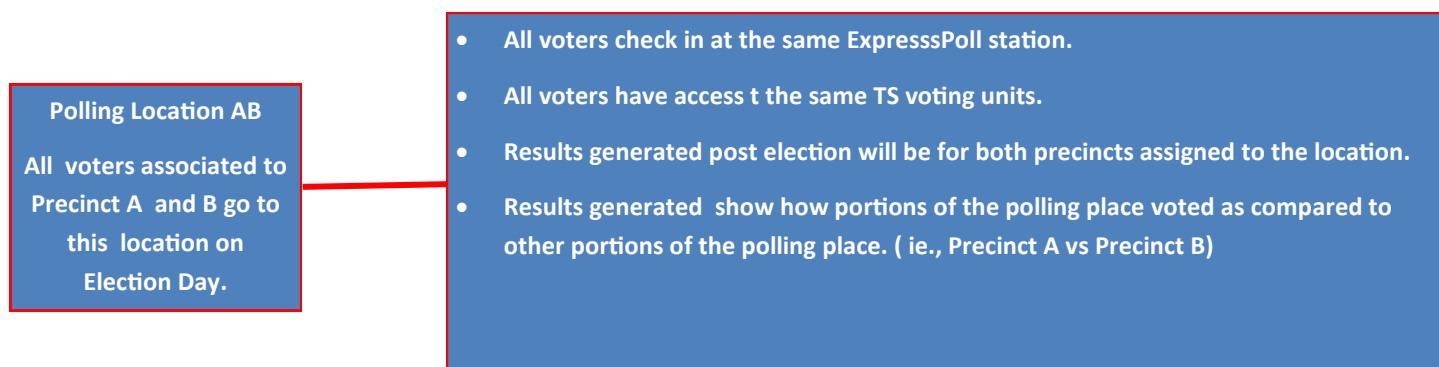 Polling Location AB
All voters associated to
Precinct A and B go to
this location on
Election Day.
• All voters check in at the same ExpresssPoll station.
• All voters have access t the same TS voting units.
• Results generated post election will be for both precincts assigned to the location.
• Results generated show how portions of the polling place voted as compared to
other portions of the polling place. ( ie., Precinct A vs Precinct B)